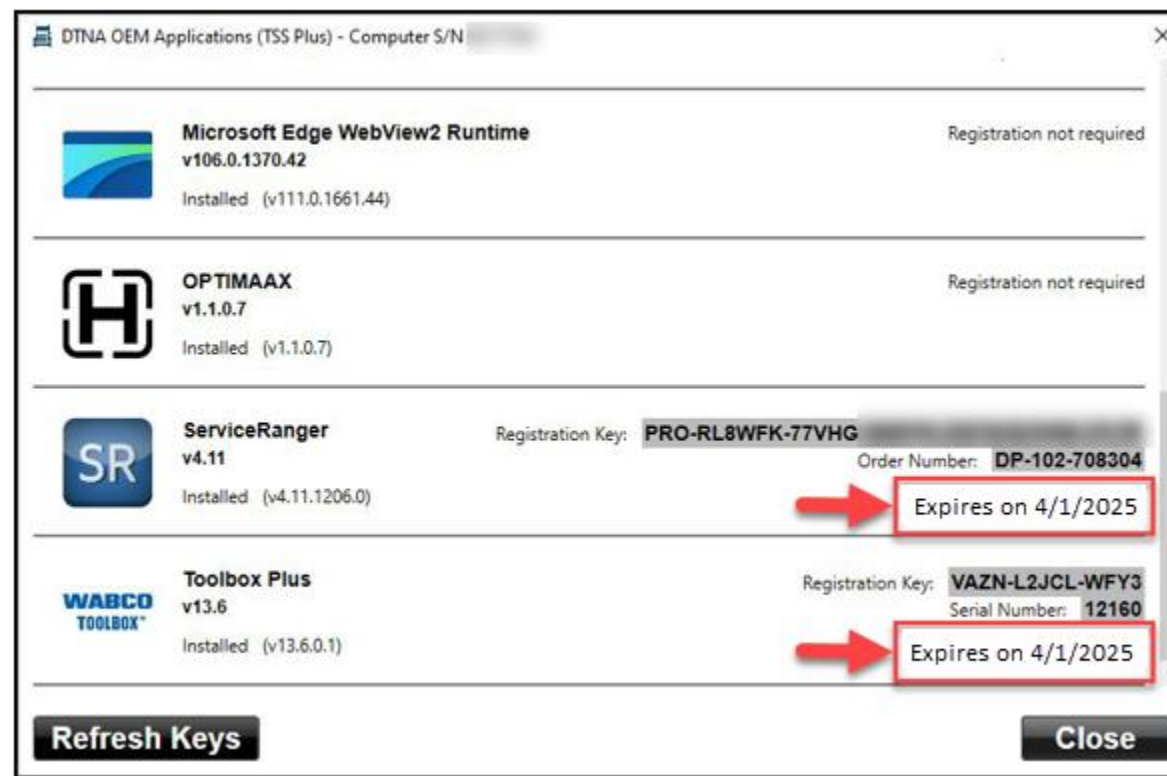 DTNA OEM Applications (TSS Plus) - Computer S/N
Microsoft Edge WebView2 Runtime
Registration not required
v106.0.1370.42
Installed (v111.0.1661.44)
OPTIMAAX
Registration not required
v1.1.0.7
Installed (v1.1.0.7)
SR
ServiceRanger
Registration Key: PRO-RL8WFK-77VHG
v4.11
Order Number: DP-102-708304
Installed (v4.11.1206.0)
Expires on 4/1/2025
WABCO
TOOLBOX™
Toolbox Plus
Registration Key: VAZN-L2JCL-WFY3
v13.6
Serial Number: 12160
Installed (v13.6.0.1)
Expires on 4/1/2025
Refresh Keys
Close